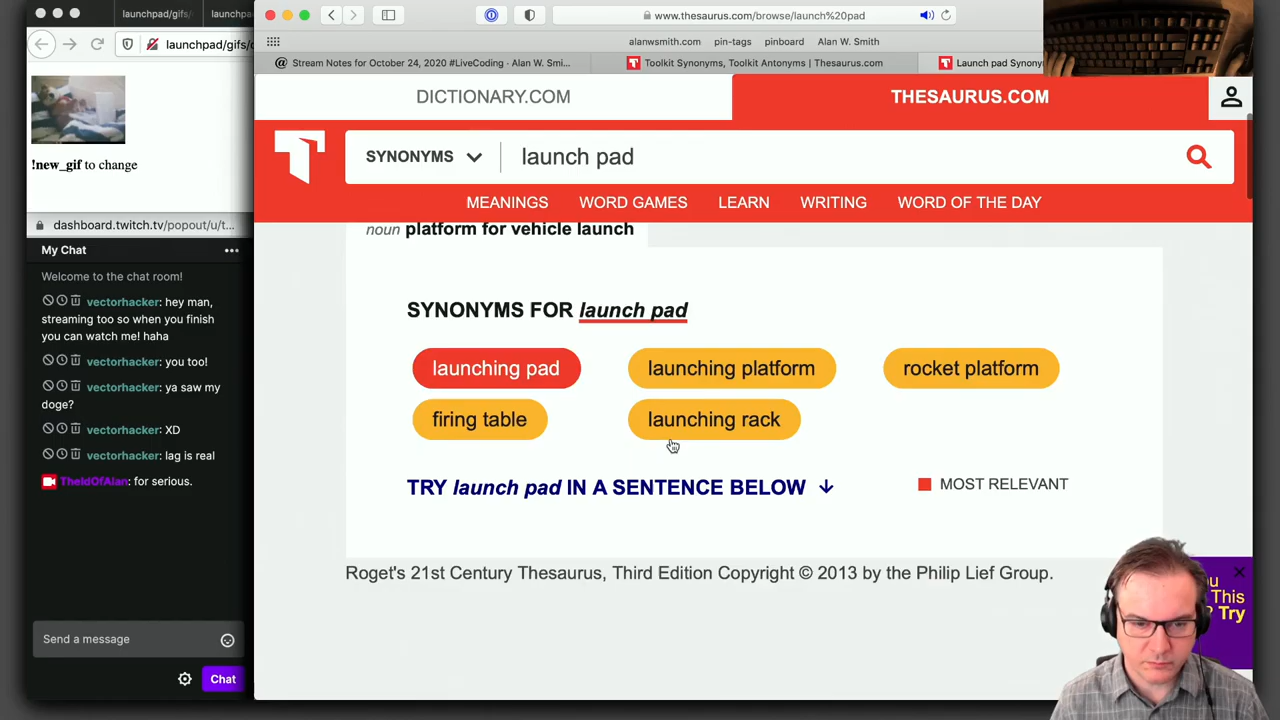 launchpad/gifs/
launchpa
launchpad/gifs/
!new_gif to change
dashboard.twitch.tv/popout/u/t...
My Chat
Welcome to the chat room!
vectorhacker: hey man,
streaming too so when you finish
you can watch me! haha
vectorhacker: you too!
vectorhacker: ya saw my
doge?
vectorhacker: XD
vectorhacker: lag is real
TheIdOfAlan: for serious.
Send a message
Chat
www.thesaurus.com/browse/launch%20pad
alanwsmith.com pin-tags pinboard Alan W. Smith
Stream Notes for October 24, 2020 #LiveCoding - Alan W. Smi...
Toolkit Synonyms, Toolkit Antonyms | Thesaurus.com
Launch pad Synony
DICTIONARY.COM
THESAURUS.COM
SYNONYMS
launch pad
MEANINGS WORD GAMES LEARN WRITING WORD OF THE DAY
noun platform for vehicle launch
SYNONYMS FOR launch pad
launching pad launching platform rocket platform
firing table launching rack
TRY launch pad IN A SENTENCE BELOW
MOST RELEVANT
Roget's 21st Century Thesaurus, Third Edition Copyright © 2013 by the Philip Lief Group.
This
? Try